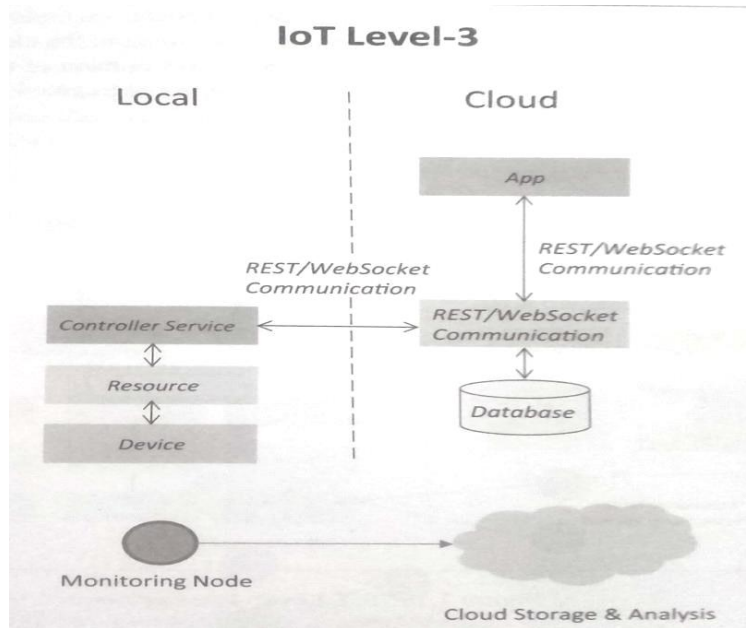 IoT Level-3
Local
Cloud
App
REST/WebSocket
Communication
REST/WebSocket
Communication
Controller Service
REST/WebSocket
Communication
Resource
Database
Device
Monitoring Node
Cloud Storage & Analysis